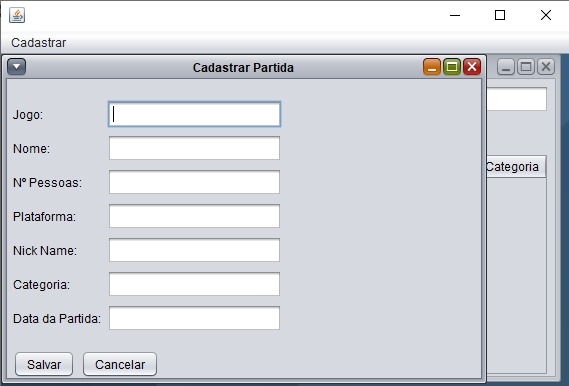 Cadastrar
Cadastrar Partida
Jogo:
Nome:
Nº Pessoas:
Categoria
Plataforma:
Nick Name:
Categoria:
Data da Partida:
Salvar Cancelar